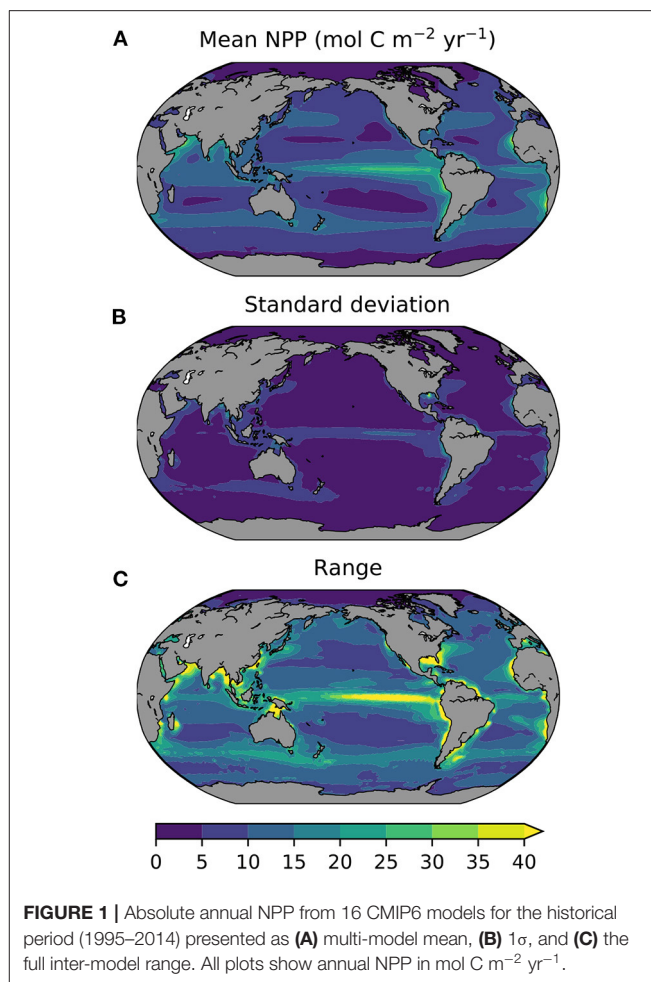 A
Mean NPP (mol C m−2 yr−1)
B
Standard deviation
C
Range
0 5 10 15 20 25 30 35 40
FIGURE 1 | Absolute annual NPP from 16 CMIP6 models for the historical
period (1995–2014) presented as (A) multi-model mean, (B) 1σ, and (C) the
full inter-model range. All plots show annual NPP in mol C m−2 yr−1.